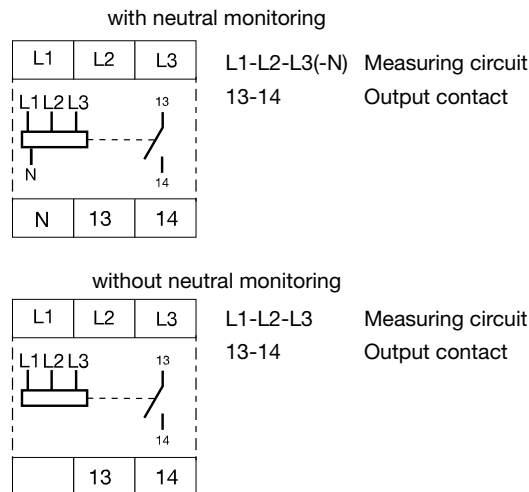 with neutral monitoring
L1 L2 L3 L1-L2-L3(-N) Measuring circuit
13-14 Output contact
L1 L2 L3 13
N
14
N 13 14
without neutral monitoring
L1 L2 L3 L1-L2-L3 Measuring circuit
13-14 Output contact
L1 L2 L3 13
14
13 14